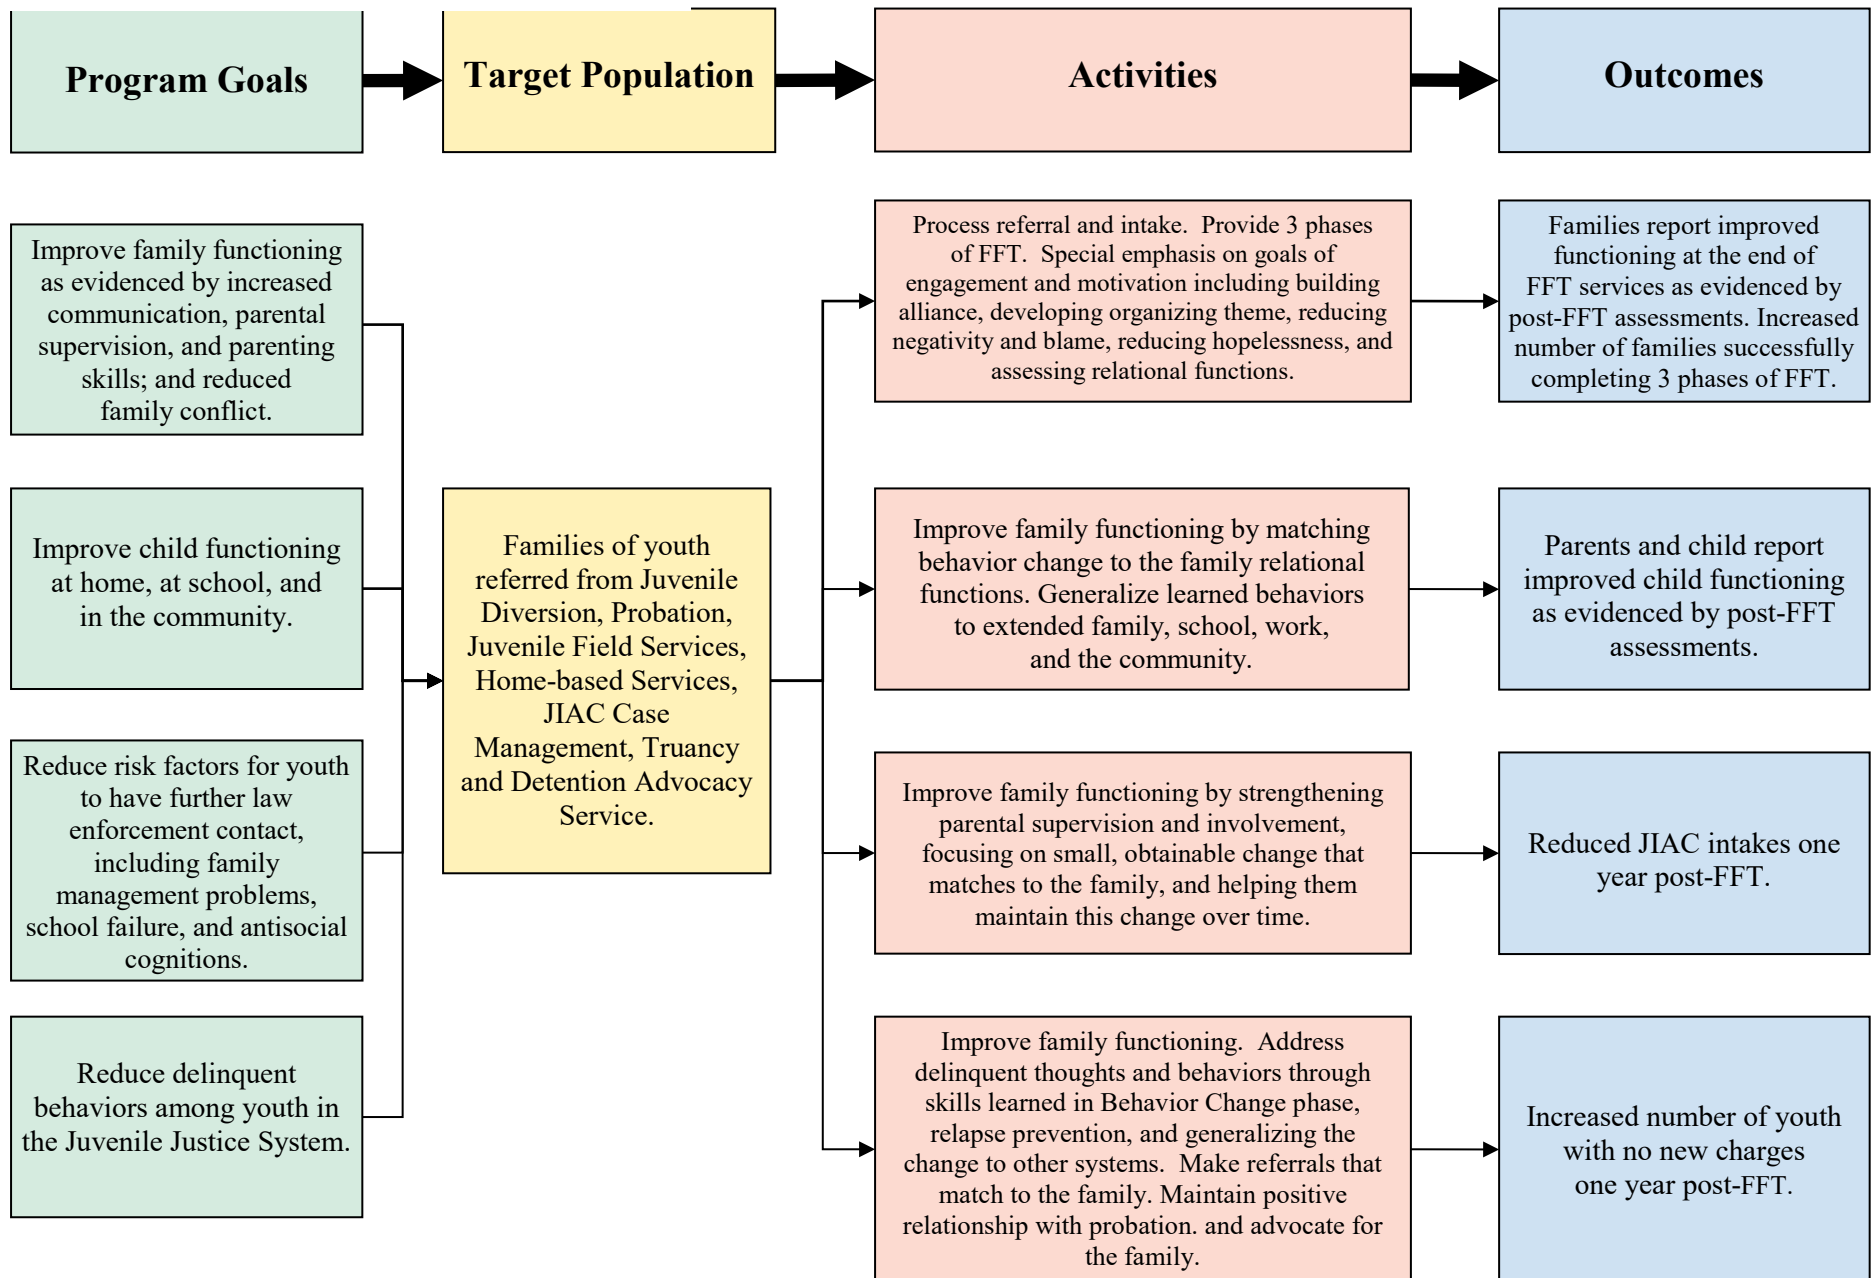 Program Goals
Target Population
Activities
Outcomes
Improve family functioning
as evidenced by increased
communication, parental
supervision, and parenting
skills; and reduced
family conflict.
Improve child functioning
at home, at school, and
in the community.
Reduce risk factors for youth
to have further law
enforcement contact,
including family
management problems,
school failure, and antisocial
cognitions.
Reduce delinquent
behaviors among youth in
the Juvenile Justice System.
Families of youth
referred from Juvenile
Diversion, Probation,
Juvenile Field Services,
Home-based Services,
JIAC Case
Management, Truancy
and Detention Advocacy
Service.
Process referral and intake.  Provide 3 phases
of FFT.  Special emphasis on goals of
engagement and motivation including building
alliance, developing organizing theme, reducing
negativity and blame, reducing hopelessness, and
assessing relational functions.
Improve family functioning by matching
behavior change to the family relational
functions. Generalize learned behaviors
to extended family, school, work,
and the community.
Improve family functioning by strengthening
parental supervision and involvement,
focusing on small, obtainable change that
matches to the family, and helping them
maintain this change over time.
Improve family functioning.  Address
delinquent thoughts and behaviors through
skills learned in Behavior Change phase,
relapse prevention, and generalizing the
change to other systems.  Make referrals that
match to the family. Maintain positive
relationship with probation. and advocate for
the family.
Families report improved
functioning at the end of
FFT services as evidenced by
post-FFT assessments. Increased
number of families successfully
completing 3 phases of FFT.
Parents and child report
improved child functioning
as evidenced by post-FFT
assessments.
Reduced JIAC intakes one
year post-FFT.
Increased number of youth
with no new charges
one year post-FFT.